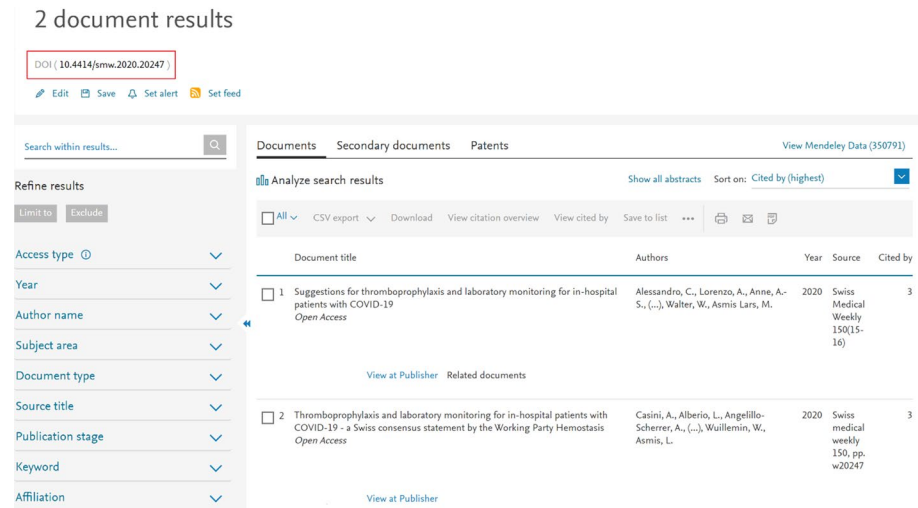 2 document results
DOI ( 10.4414/smw.2020.20247 )
Edit Save Set alert Set feed
Search within results...
Refine results
Limit to Exclude
Access type
Year
Author name
Subject area
Document type
Source title
Publication stage
Keyword
Affiliation
Documents Secondary documents Patents View Mendeley Data (350791)
Analyze search results Show all abstracts Sort on: Cited by (highest)
All CSV export Download View citation overview View cited by Save to list •••
Document title Authors Year Source Cited by
1 Suggestions for thromboprophylaxis and laboratory monitoring for in-hospital Alessandro, C., Lorenzo, A., Anne, A.- 2020 Swiss 3
patients with COVID-19 S., (...), Walter, W., Asmis Lars, M. Medical
Open Access Weekly
150(15-
16)
View at Publisher Related documents
2 Thromboprophylaxis and laboratory monitoring for in-hospital patients with Casini, A., Alberio, L., Angelillo- 2020 Swiss 3
COVID-19 - a Swiss consensus statement by the Working Party Hemostasis Scherrer, A., (...), Wuillemin, W., medical
Open Access Asmis, L. weekly
150, pp.
w20247
View at Publisher